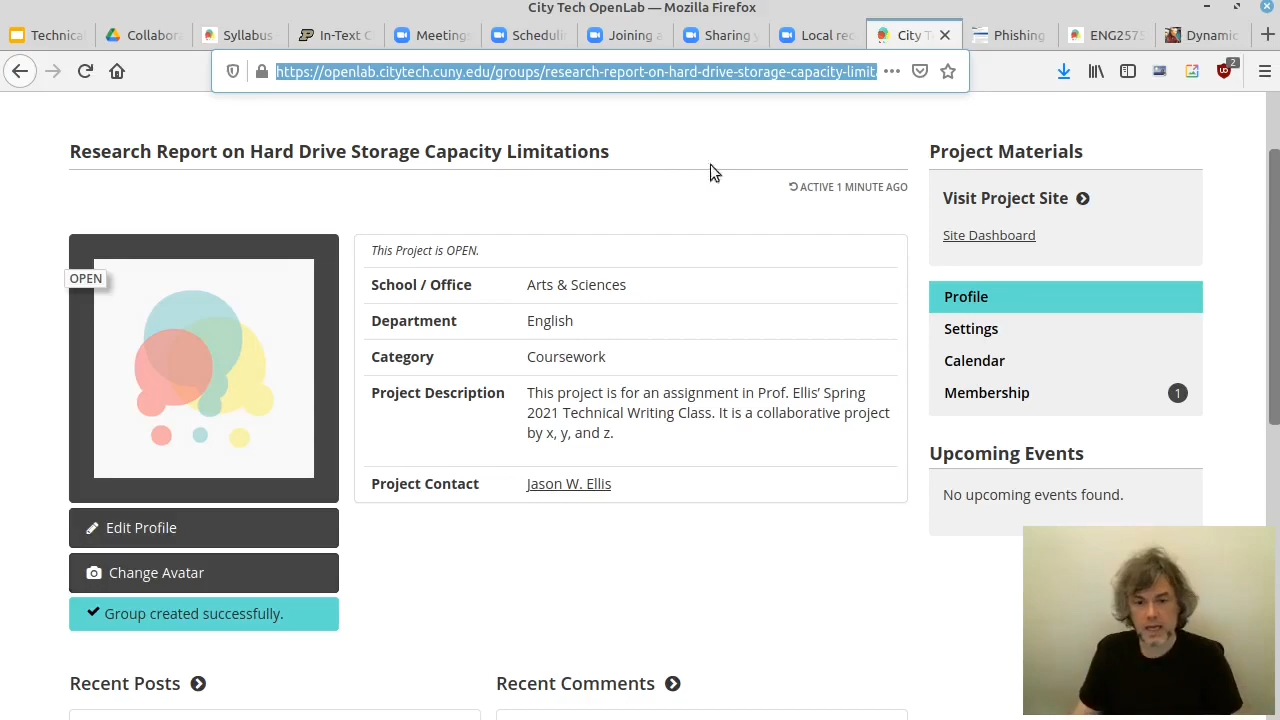 City Tech OpenLab — Mozilla Firefox
Technica
Collabora
Syllabus
In-Text C
Meetings
Scheduli
Joining a
Sharing y
Local rec
City T
Phishing
ENG2575
Dynamic
https://openlab.citytech.cuny.edu/groups/research-report-on-hard-drive-storage-capacity-limita
2
Research Report on Hard Drive Storage Capacity Limitations
ACTIVE 1 MINUTE AGO
OPEN
This Project is OPEN.
School / Office Arts & Sciences
Department English
Category Coursework
Project Description This project is for an assignment in Prof. Ellis’ Spring
2021 Technical Writing Class. It is a collaborative project
by x, y, and z.
Project Contact Jason W. Ellis
Edit Profile
Change Avatar
Group created successfully.
Recent Posts
Recent Comments
Project Materials
Visit Project Site
Site Dashboard
Profile
Settings
Calendar
Membership 1
Upcoming Events
No upcoming events found.